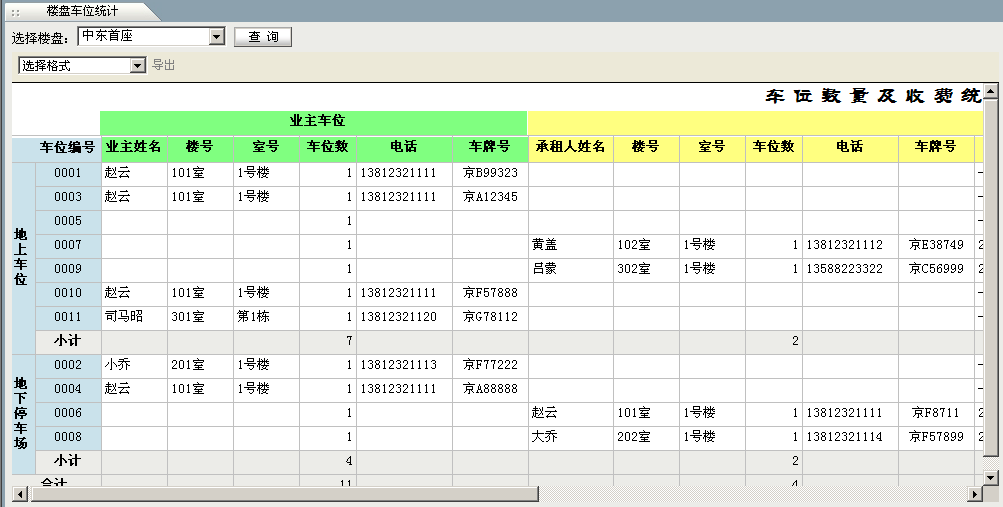 楼盘车位统计
选择楼盘： 中东首座 查 询
选择格式 导出
车 位 数 量 及 收 费 统
业主车位
车位编号 业主姓名 楼号 室号 车位数 电话 车牌号 承租人姓名 楼号 室号 车位数 电话 车牌号
地上车位
0001 赵云 101室 1号楼 1 13812321111 京B99323
0003 赵云 101室 1号楼 1 13812321111 京A12345
0005 1
0007 1 黄盖 102室 1号楼 1 13812321112 京E38749 2
0009 1 吕蒙 302室 1号楼 1 13588223322 京C56999 2
0010 赵云 101室 1号楼 1 13812321111 京F57888
0011 司马昭 301室 第1栋 1 13812321120 京G78112
小计 7 2
地下停车场
0002 小乔 201室 1号楼 1 13812321113 京F77222
0004 赵云 101室 1号楼 1 13812321111 京A88888
0006 1 赵云 101室 1号楼 1 13812321111 京F8711 2
0008 1 大乔 202室 1号楼 1 13812321114 京F57899 2
小计 4 2
合计 11 4